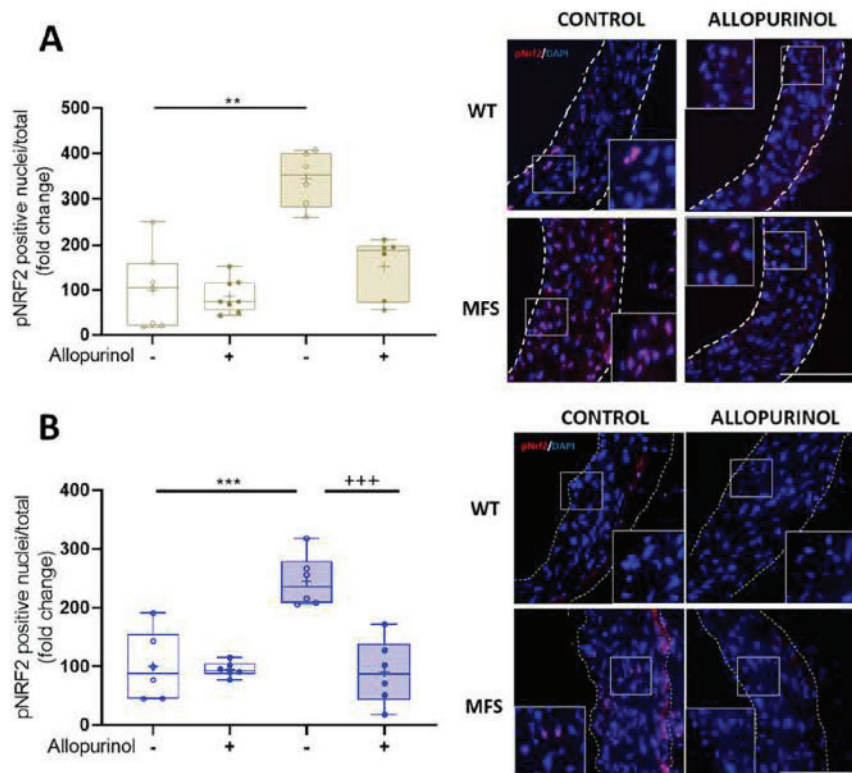 A
CONTROL ALLOPURINOL
pNrf2/DAPI
WT
MFS
pNRF2 positive nuclei/total
(fold change)
500
400
300
200
100
0
**
Allopurinol - + - +
B
CONTROL ALLOPURINOL
pNrf2/DAPI
WT
MFS
pNRF2 positive nuclei/total
(fold change)
400
300
200
100
0
*** +++
Allopurinol - + - +